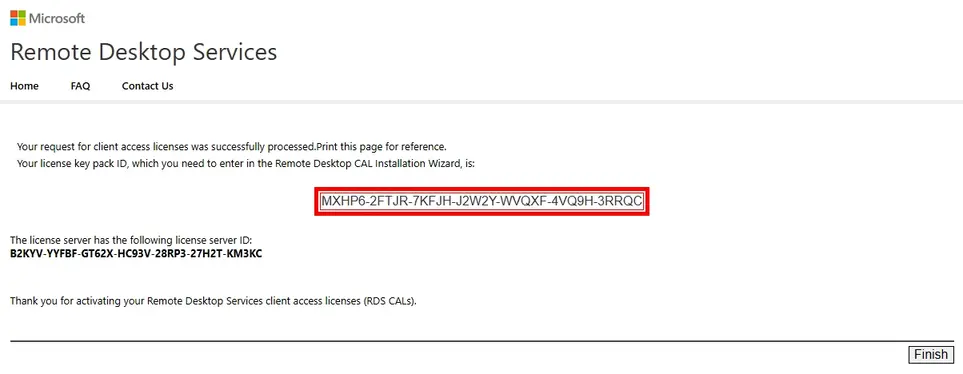 Microsoft
Remote Desktop Services
Home FAQ Contact Us
Your request for client access licenses was successfully processed.Print this page for reference.
Your license key pack ID, which you need to enter in the Remote Desktop CAL Installation Wizard, is:
MXHP6-2FTJR-7KFJH-J2W2Y-WVQXF-4VQ9H-3RRQC
The license server has the following license server ID:
B2KYV-YYFBF-GT62X-HC93V-28RP3-27H2T-KM3KC
Thank you for activating your Remote Desktop Services client access licenses (RDS CALs).
Finish